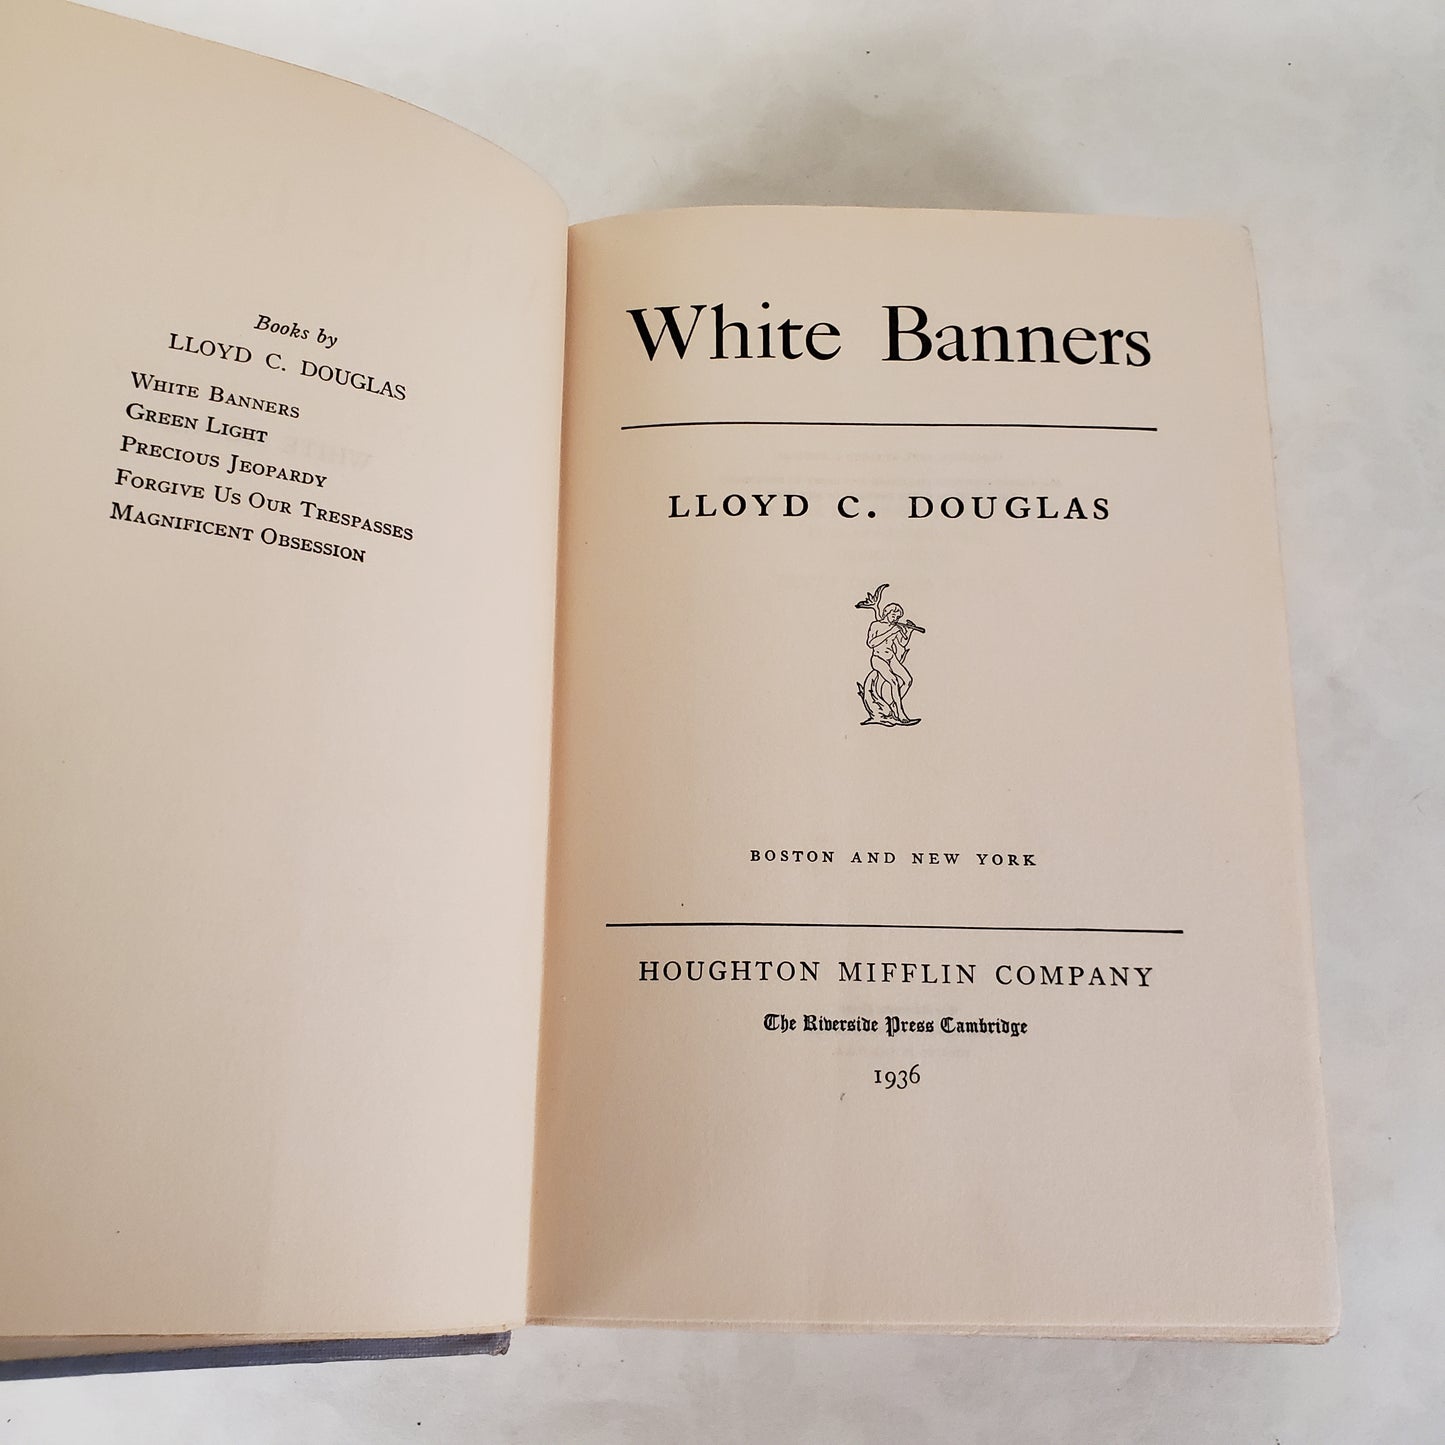 Books by
LLOYD C. DOUGLAS
WHITE BANNERS
GREEN LIGHT
PRECIOUS JEOPARDY
FORGIVE US OUR TRESPASSES
MAGNIFICENT OBSESSION
White Banners
LLOYD C. DOUGLAS
BOSTON AND NEW YORK
HOUGHTON MIFFLIN COMPANY
The Riverside Press Cambridge
1936